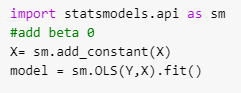 import statsmodels.api as sm
#add beta 0
X= sm.add_constant(X)
model = sm.OLS(Y,X).fit()